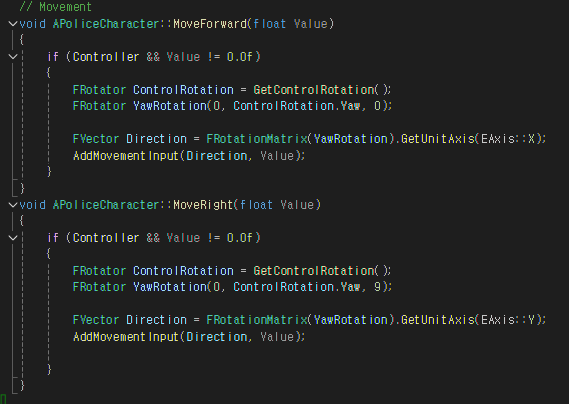 // Movement
void APoliceCharacter::MoveForward(float Value)
{
if (Controller && Value != 0.0f)
{
FRotator ControlRotation = GetControlRotation();
FRotator YawRotation(0, ControlRotation.Yaw, 0);
FVector Direction = FRotationMatrix(YawRotation).GetUnitAxis(EAxis::X);
AddMovementInput(Direction, Value);
}
}
void APoliceCharacter::MoveRight(float Value)
{
if (Controller && Value != 0.0f)
{
FRotator ControlRotation = GetControlRotation();
FRotator YawRotation(0, ControlRotation.Yaw, 9);
FVector Direction = FRotationMatrix(YawRotation).GetUnitAxis(EAxis::Y);
AddMovementInput(Direction, Value);
}
}